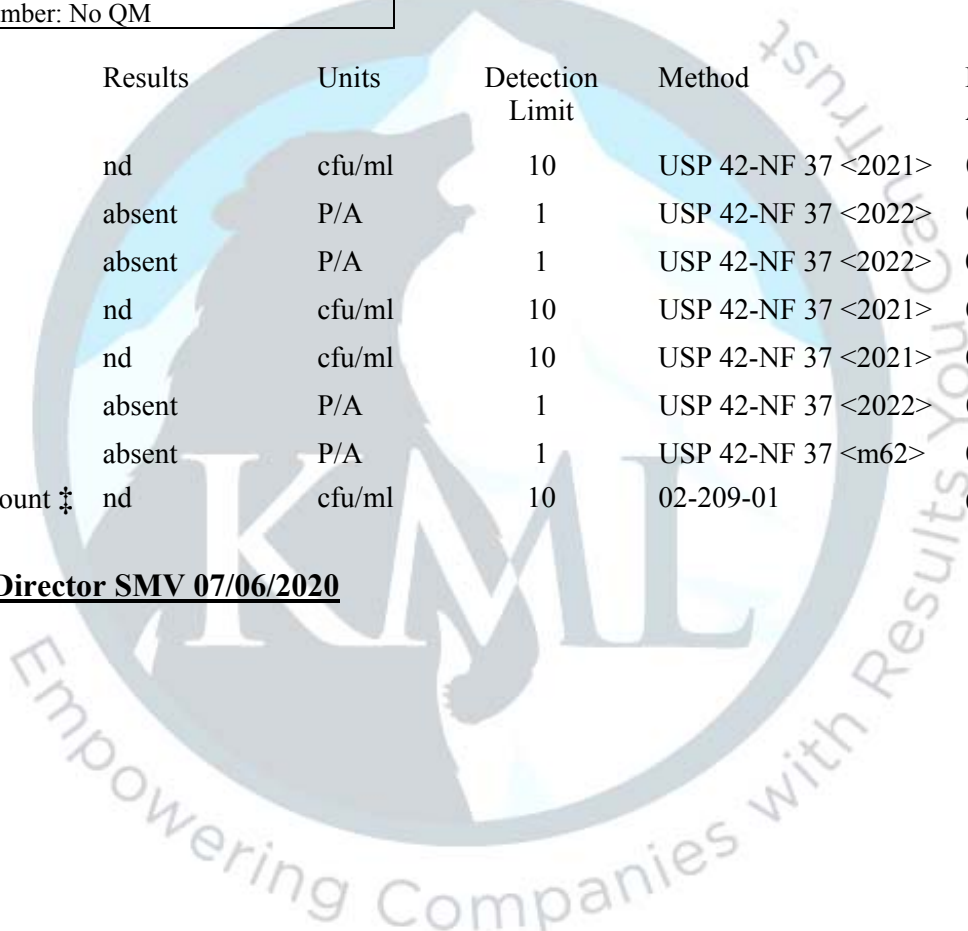 mber: No QM
Results Units Detection Limit Method
nd cfu/ml 10 USP 42-NF 37 <2021>
absent P/A 1 USP 42-NF 37 <2022>
absent P/A 1 USP 42-NF 37 <2022>
nd cfu/ml 10 USP 42-NF 37 <2021>
nd cfu/ml 10 USP 42-NF 37 <2021>
absent P/A 1 USP 42-NF 37 <2022>
absent P/A 1 USP 42-NF 37 <m62>
ount ‡ nd cfu/ml 10 02-209-01
Director SMV 07/06/2020
KML
Empowering Companies with Results You Can Trust